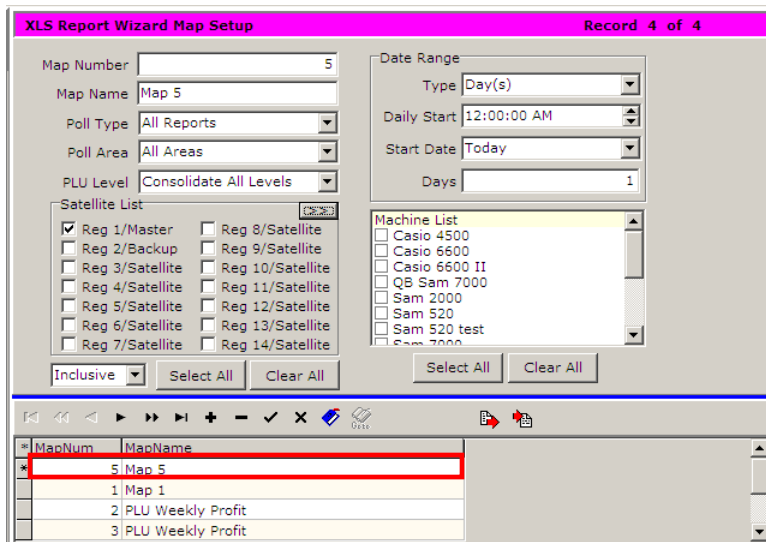 XLS Report Wizard Map Setup Record 4 of 4
Map Number 5
Map Name Map 5
Poll Type All Reports
Poll Area All Areas
PLU Level Consolidate All Levels
Date Range
Type Day(s)
Daily Start 12:00:00 AM
Start Date Today
Days 1
Satellite List >>
Reg 1/Master Reg 8/Satellite
Reg 2/Backup Reg 9/Satellite
Reg 3/Satellite Reg 10/Satellite
Reg 4/Satellite Reg 11/Satellite
Reg 5/Satellite Reg 12/Satellite
Reg 6/Satellite Reg 13/Satellite
Reg 7/Satellite Reg 14/Satellite
Inclusive Select All Clear All
Machine List
Casio 4500
Casio 6600
Casio 6600 II
QB Sam 7000
Sam 2000
Sam 520
Sam 520 test
Sam 7000
Select All Clear All
* MapNum MapName
* 5 Map 5
1 Map 1
2 PLU Weekly Profit
3 PLU Weekly Profit